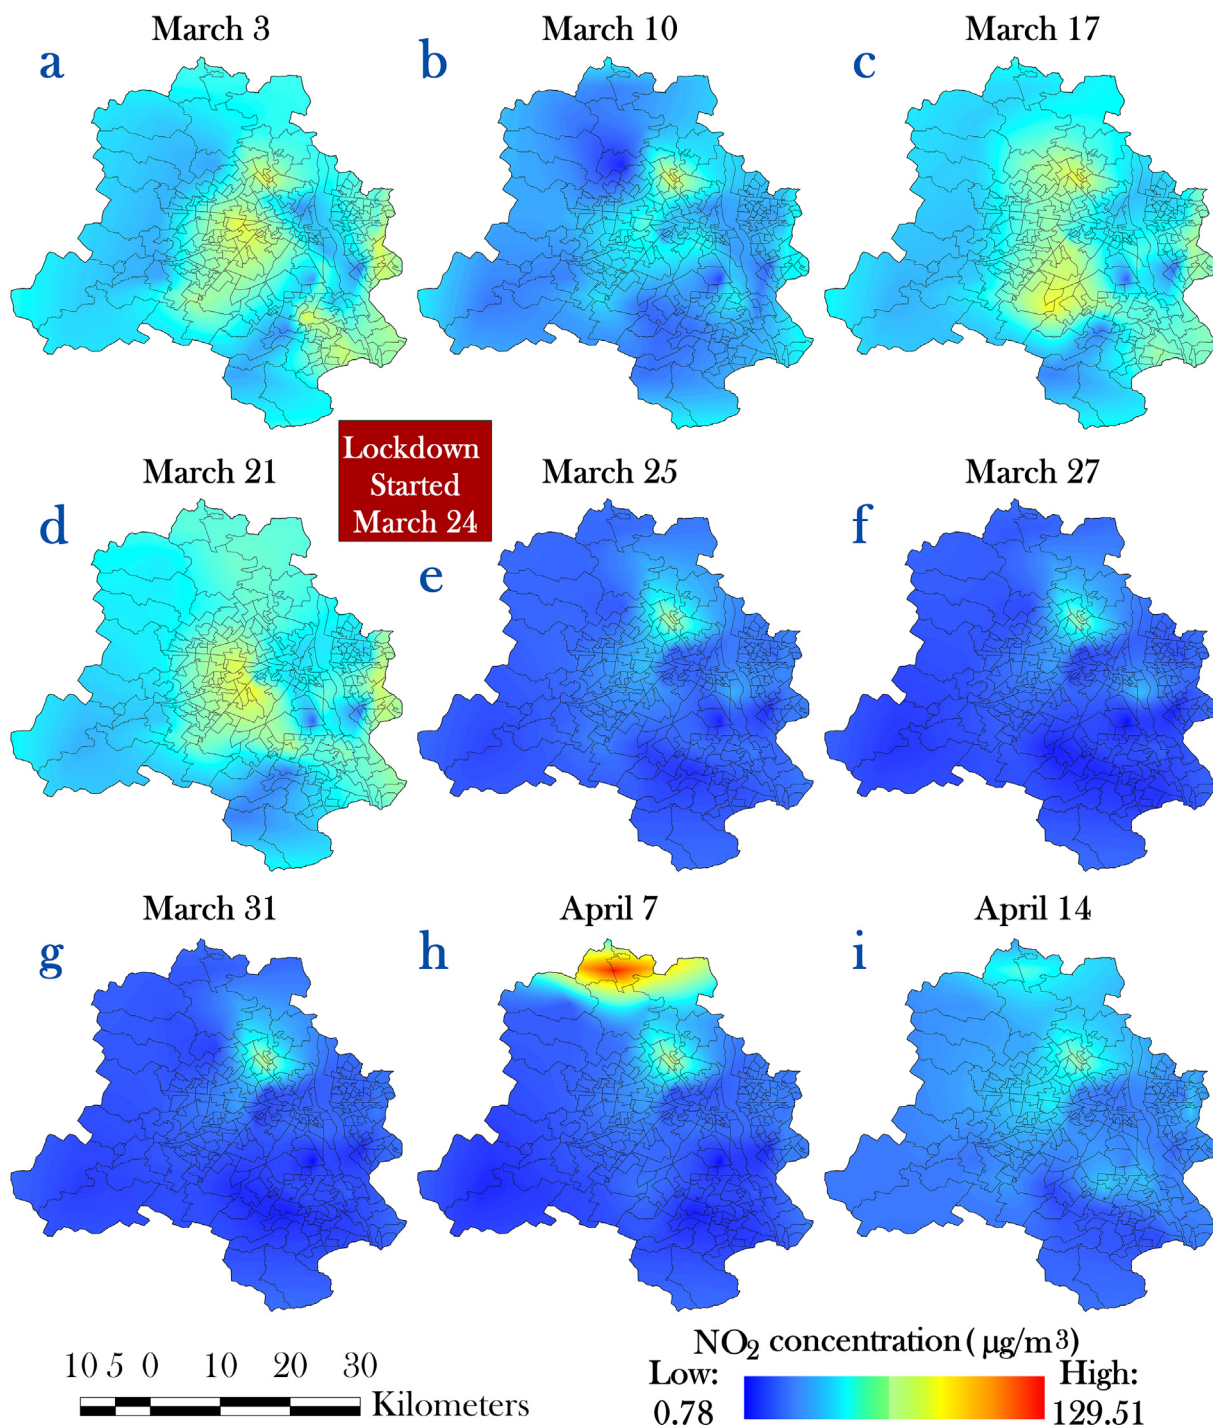 March 3
March 10
March 17
a
b
c
Lockdown
Started
March 24
March 21
March 25
March 27
d
e
f
March 31
April 7
April 14
g
h
i
10 5 0 10 20 30
Kilometers
NO₂ concentration ( µg/m³)
Low:
0.78
High:
129.51